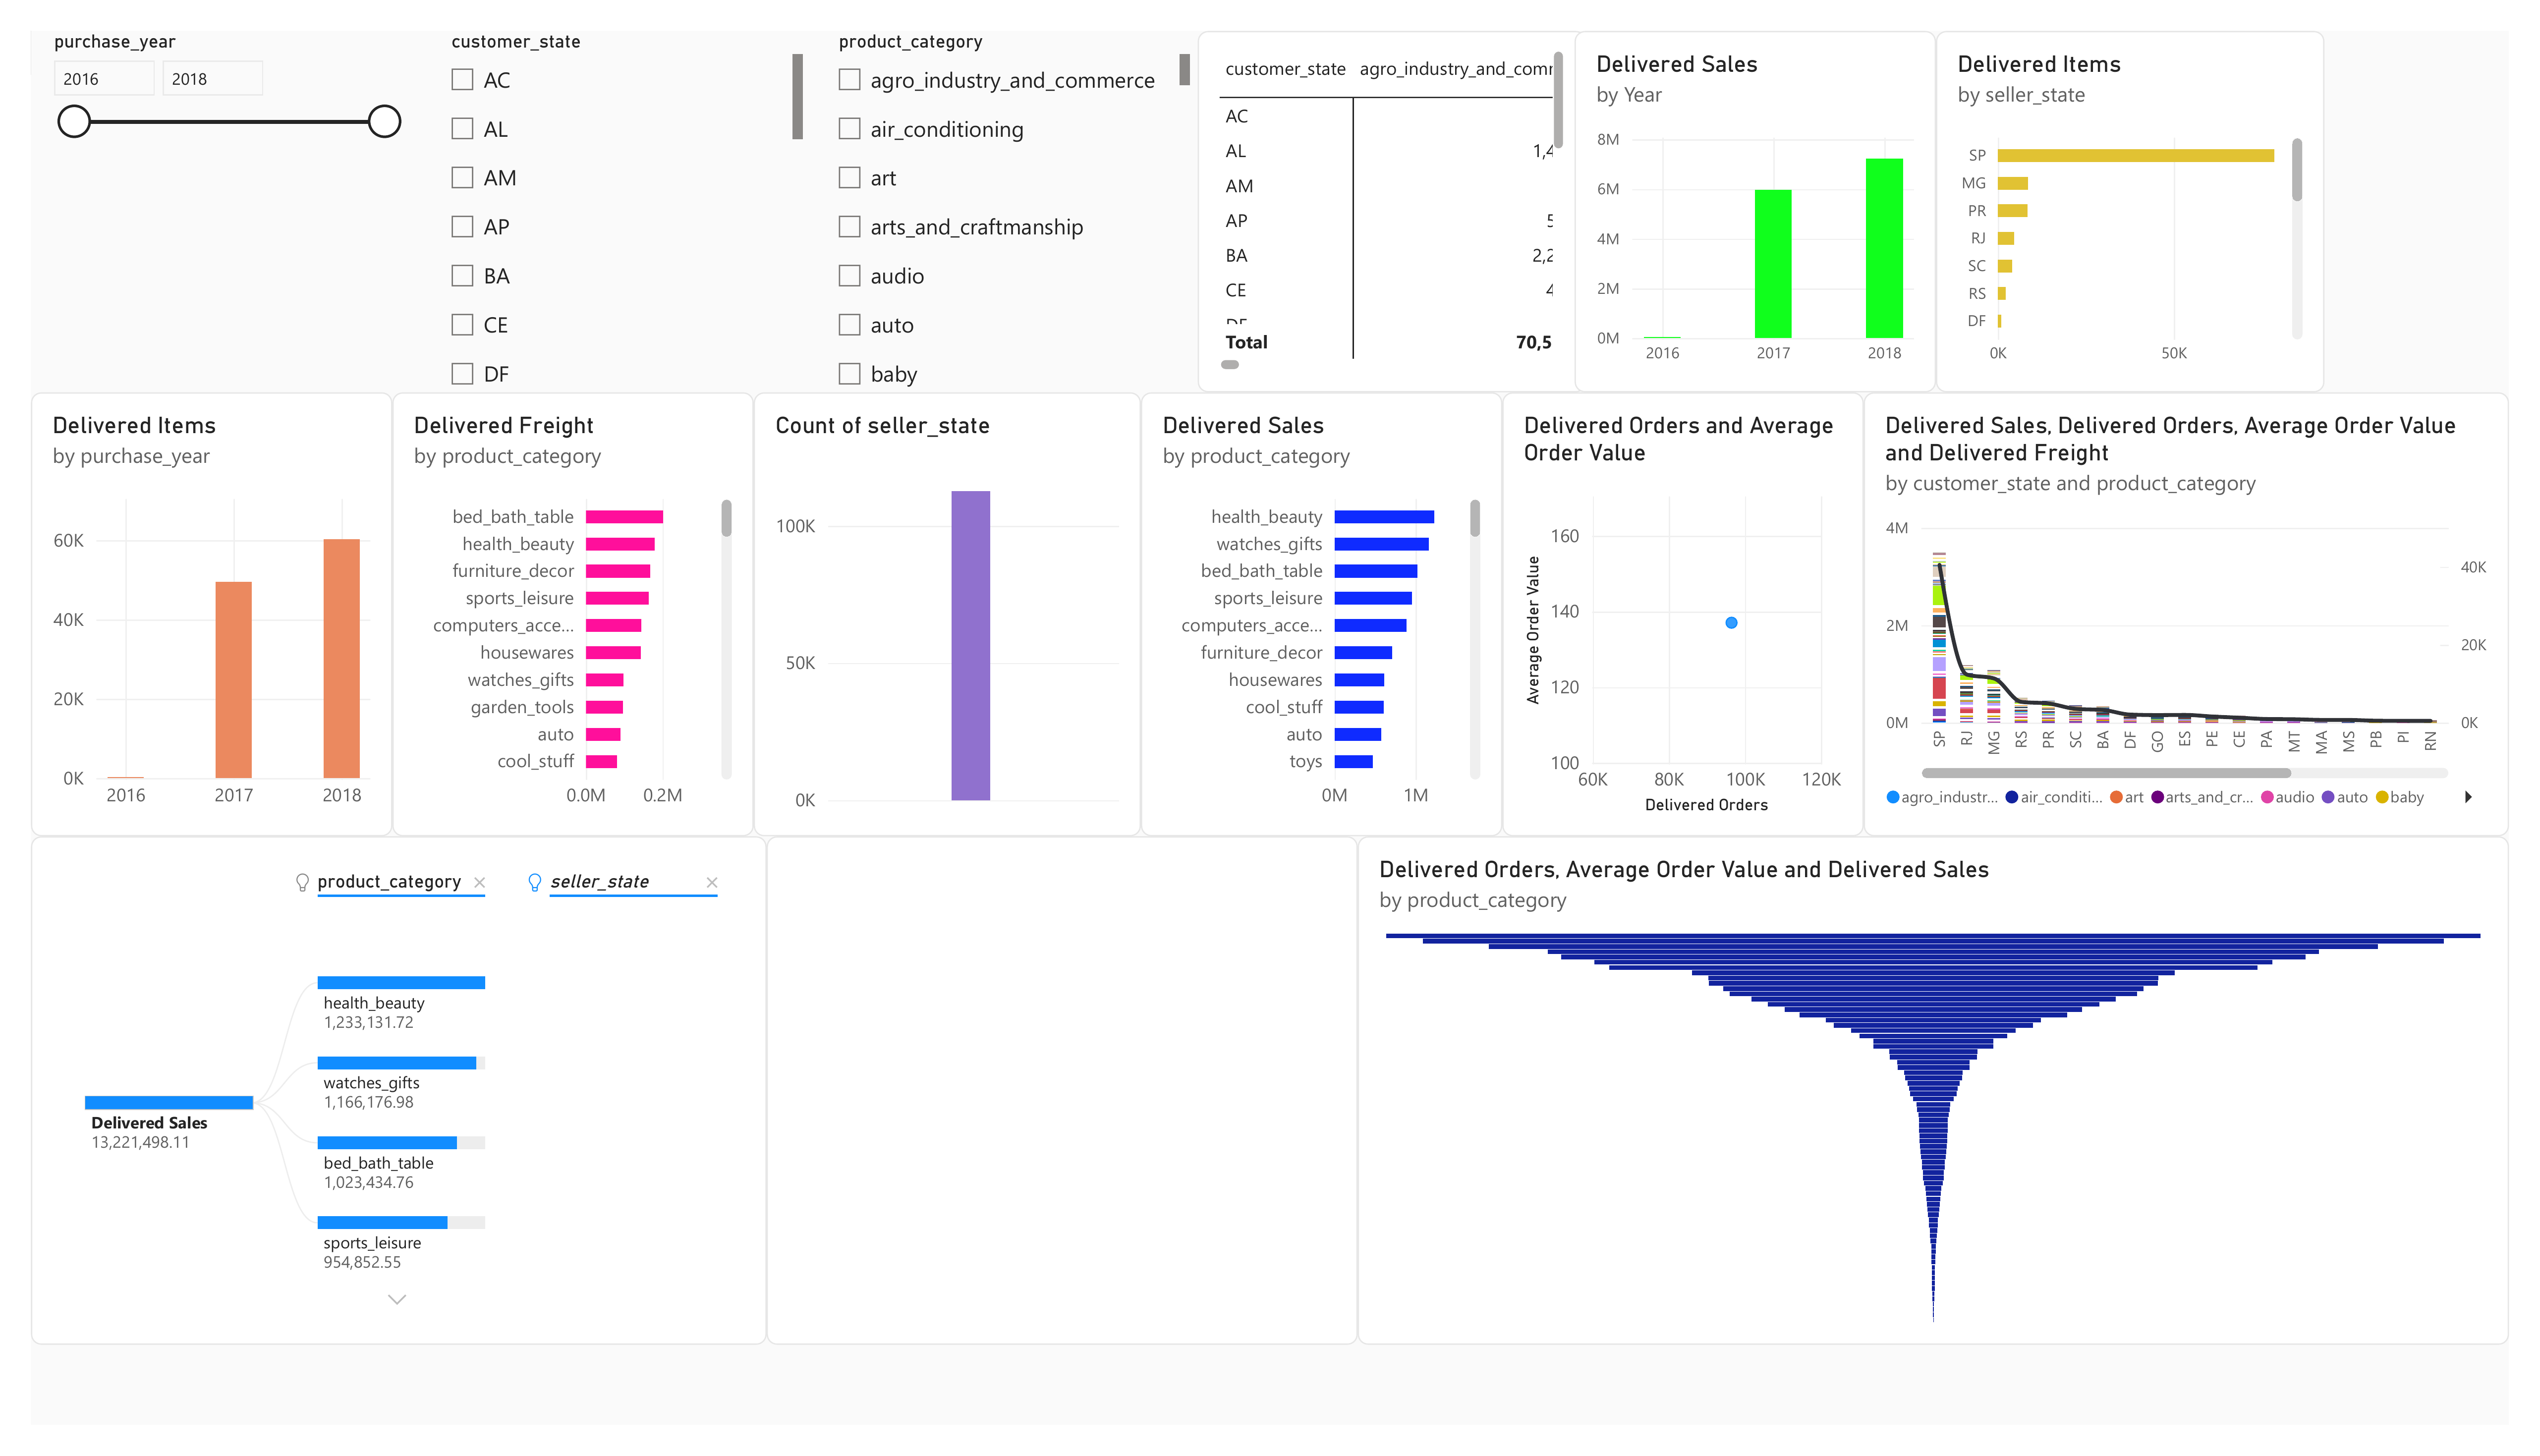 purchase_year
2016
2018
customer_state
AC
AL
AM
AP
BA
CE
DF
product_category
agro_industry_and_commerce
air_conditioning
art
arts_and_craftmanship
audio
auto
baby
customer_state agro_industry_and_comm
AC
AL 1,4
AM
AP 5
BA 2,2
CE 4
Total 70,5
Delivered Sales
by Year
8M
6M
4M
2M
0M
2016 2017 2018
Delivered Items
by seller_state
SP
MG
PR
RJ
SC
RS
DF
0K 50K
Delivered Items
by purchase_year
60K
40K
20K
0K
2016 2017 2018
Delivered Freight
by product_category
bed_bath_table
health_beauty
furniture_decor
sports_leisure
computers_acce...
housewares
watches_gifts
garden_tools
auto
cool_stuff
0.0M 0.2M
Count of seller_state
100K
50K
0K
Delivered Sales
by product_category
health_beauty
watches_gifts
bed_bath_table
sports_leisure
computers_acce...
furniture_decor
housewares
cool_stuff
auto
toys
0M 1M
Delivered Orders and Average
Order Value
Average Order Value
160
140
120
100
60K 80K 100K 120K
Delivered Orders
Delivered Sales, Delivered Orders, Average Order Value
and Delivered Freight
by customer_state and product_category
4M
2M
0M
40K
20K
0K
SP RJ MG RS PR SC BA DF GO ES PE CE PA MT MA MS PB PI RN
agro_industr... air_conditi... art arts_and_cr... audio auto baby
product_category
seller_state
Delivered Sales
13,221,498.11
health_beauty
1,233,131.72
watches_gifts
1,166,176.98
bed_bath_table
1,023,434.76
sports_leisure
954,852.55
Delivered Orders, Average Order Value and Delivered Sales
by product_category